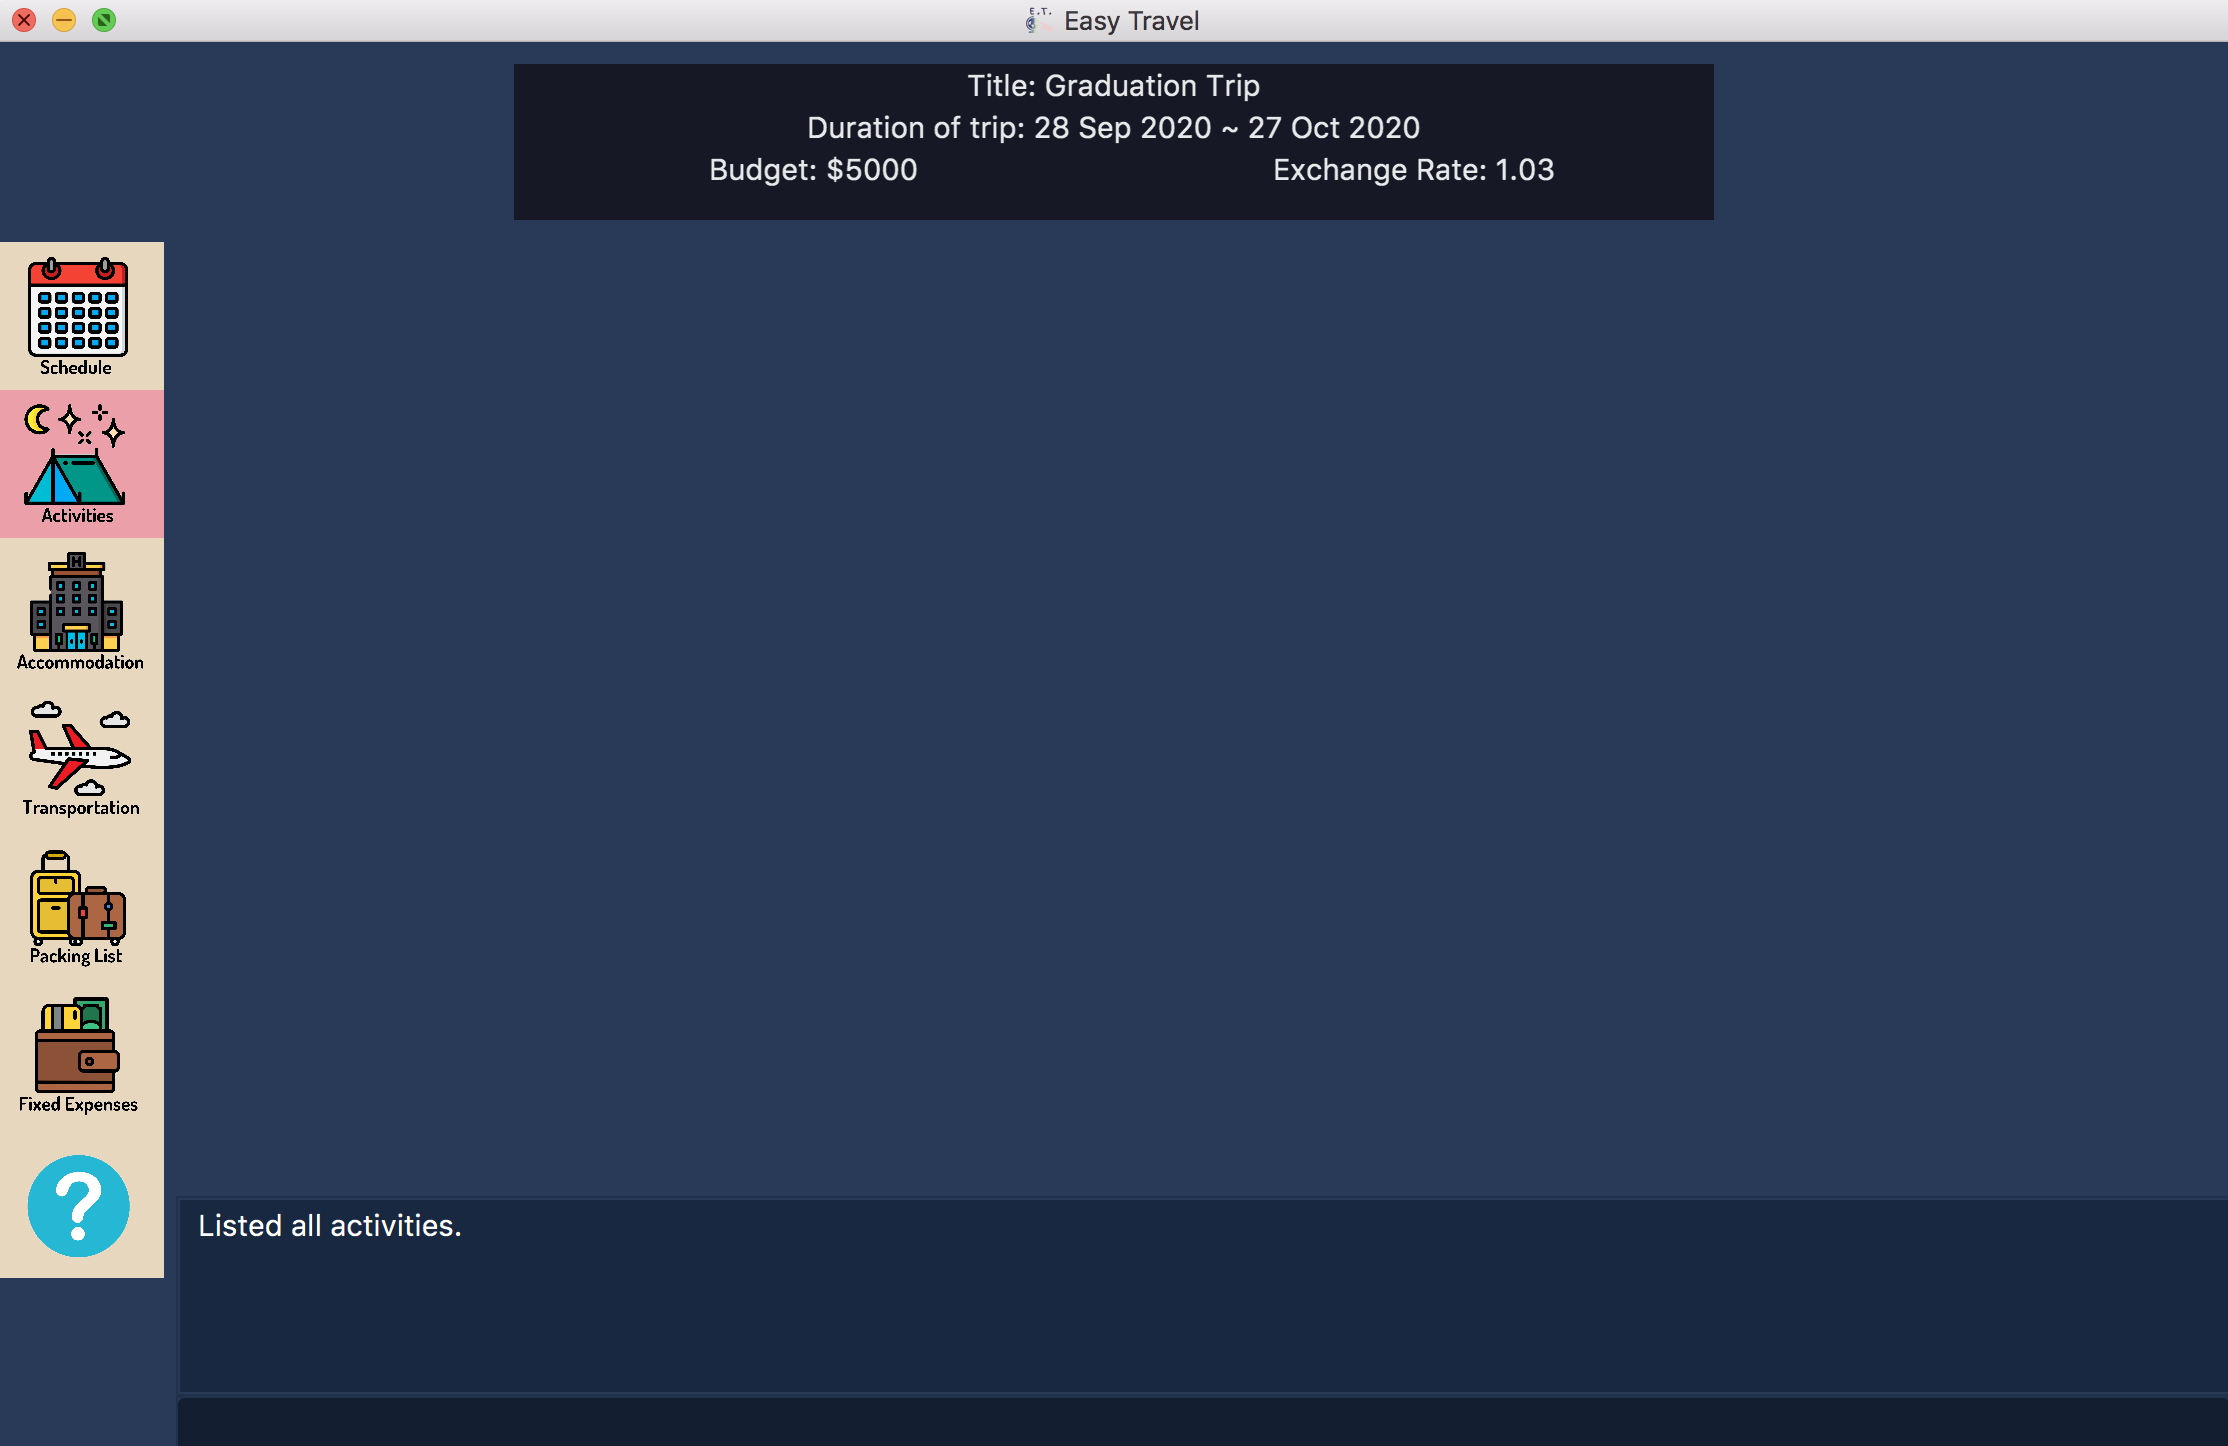 E.T.
Easy Travel
Title: Graduation Trip
Duration of trip: 28 Sep 2020 ~ 27 Oct 2020
Budget: $5000 Exchange Rate: 1.03
Schedule
Activities
H
Accommodation
Transportation
Packing List
Fixed Expenses
?
Listed all activities.